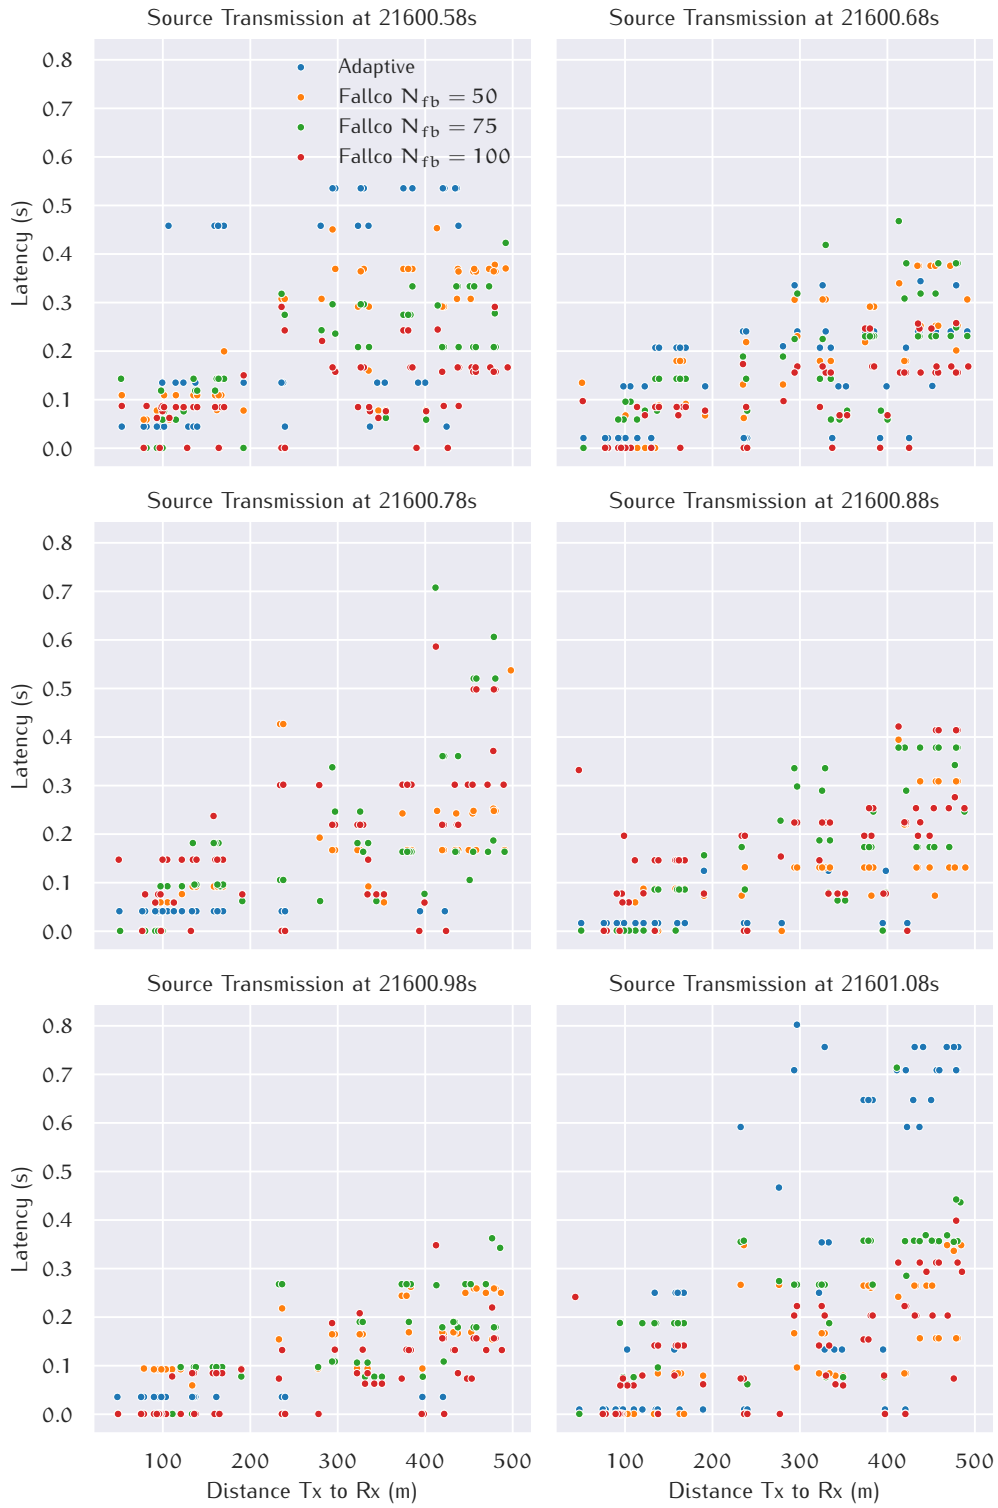 Source Transmission at 21600.58s
Source Transmission at 21600.68s
0.8
0.7
0.6
0.5
0.4
0.3
0.2
0.1
0.0
Latency (s)
Adaptive
Fallco N_fb = 50
Fallco N_fb = 75
Fallco N_fb = 100
Source Transmission at 21600.78s
Source Transmission at 21600.88s
0.8
0.7
0.6
0.5
0.4
0.3
0.2
0.1
0.0
Latency (s)
Source Transmission at 21600.98s
Source Transmission at 21601.08s
0.8
0.7
0.6
0.5
0.4
0.3
0.2
0.1
0.0
Latency (s)
100 200 300 400 500
100 200 300 400 500
Distance Tx to Rx (m)
Distance Tx to Rx (m)